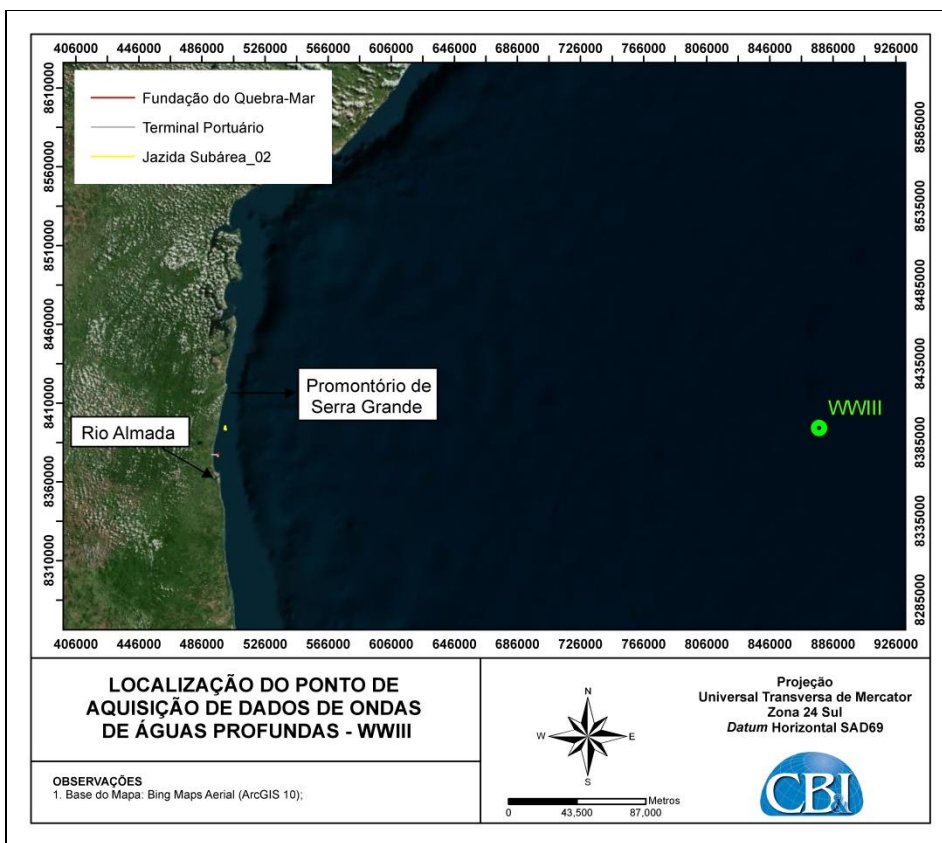 406000 446000 486000 526000 566000 606000 646000 686000 726000 766000 806000 846000 886000 926000
8610000
8560000
8510000
8460000
8410000
8360000
8310000
Fundação do Quebra-Mar
Terminal Portuário
Jazida Subárea_02
Promontório de
Serra Grande
Rio Almada
WWIII
8585000
8535000
8485000
8435000
8385000
8335000
8285000
406000 446000 486000 526000 566000 606000 646000 686000 726000 766000 806000 846000 886000 926000
LOCALIZAÇÃO DO PONTO DE
AQUISIÇÃO DE DADOS DE ONDAS
DE ÁGUAS PROFUNDAS - WWIII
OBSERVAÇÕES
1. Base do Mapa: Bing Maps Aerial (ArcGIS 10);
N
W E
S
Metros
0 43,500 87,000
Projeção
Universal Transversa de Mercator
Zona 24 Sul
Datum Horizontal SAD69
CB&I